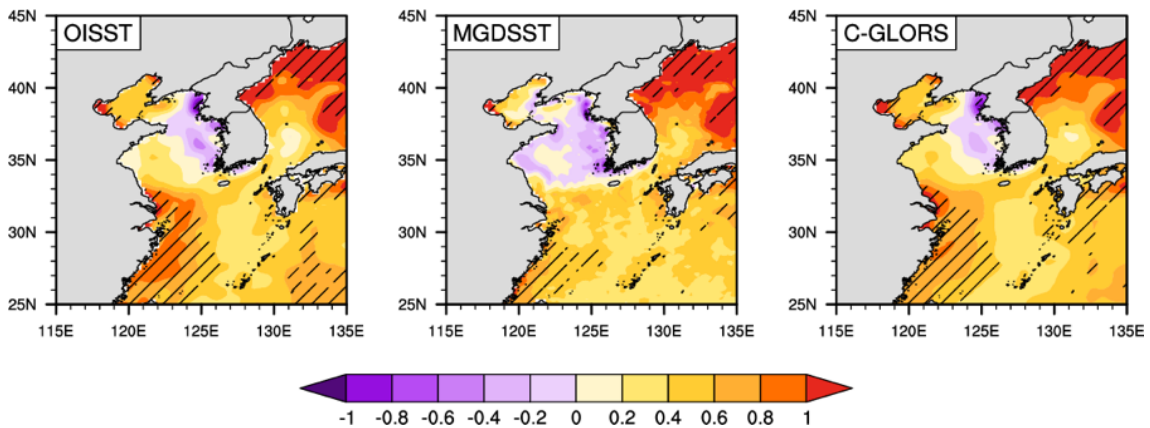 OISST
MGDSST
C-GLORS
45N
40N
35N
30N
25N
115E 120E 125E 130E 135E
45N
40N
35N
30N
25N
115E 120E 125E 130E 135E
45N
40N
35N
30N
25N
115E 120E 125E 130E 135E
-1 -0.8 -0.6 -0.4 -0.2 0 0.2 0.4 0.6 0.8 1